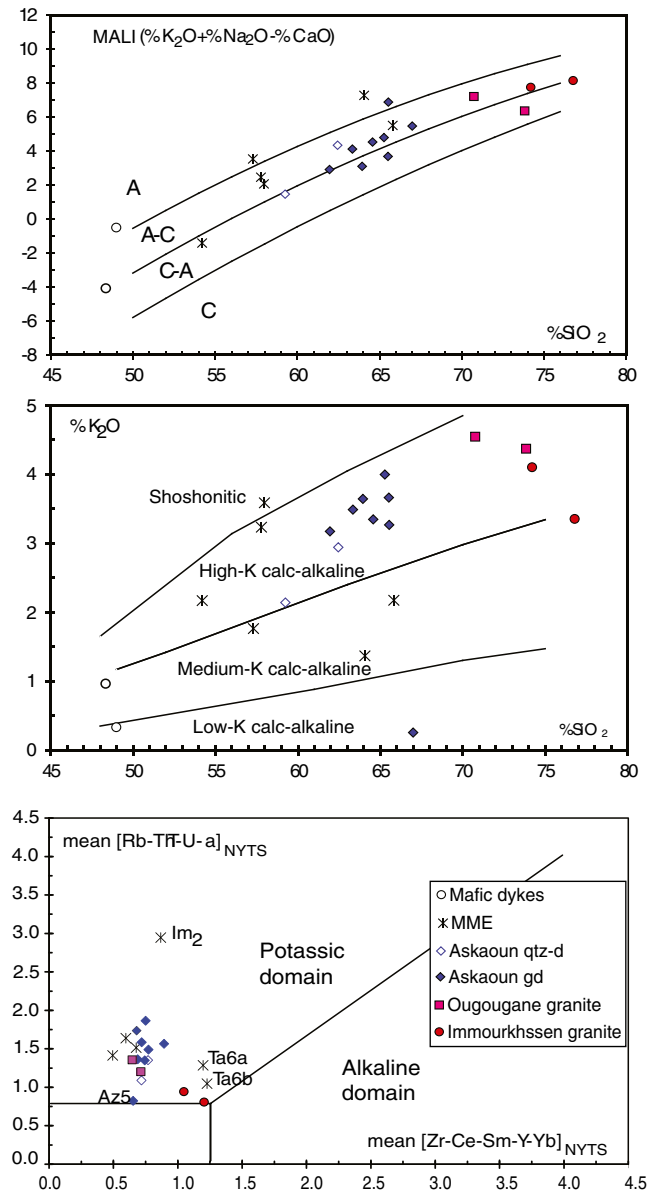 12
MALI (%K2O+%Na2O-%CaO)
10
8
6
4
2
A
0
A-C
-2
C-A
-4
C
-6
%SiO 2
-8
45 50 55 60 65 70 75 80
5
%K2O
4
Shoshonitic
3
High-K calc-alkaline
2
Medium-K calc-alkaline
1
Low-K calc-alkaline
%SiO 2
0
45 50 55 60 65 70 75 80
4.5
mean [Rb-Th-T-U-a]NYTS
4.0
3.5
Mafic dykes
MME
Askaoun qtz-d
Askaoun gd
Ougougane granite
Immourkhssen granite
3.0
Im2
Potassic
domain
2.5
2.0
1.5
Ta6a
Ta6b
Alkaline
domain
1.0
Az5
0.5
mean [Zr-Ce-Sm-Y-Yb]NYTS
0.0
0.0 0.5 1.0 1.5 2.0 2.5 3.0 3.5 4.0 4.5